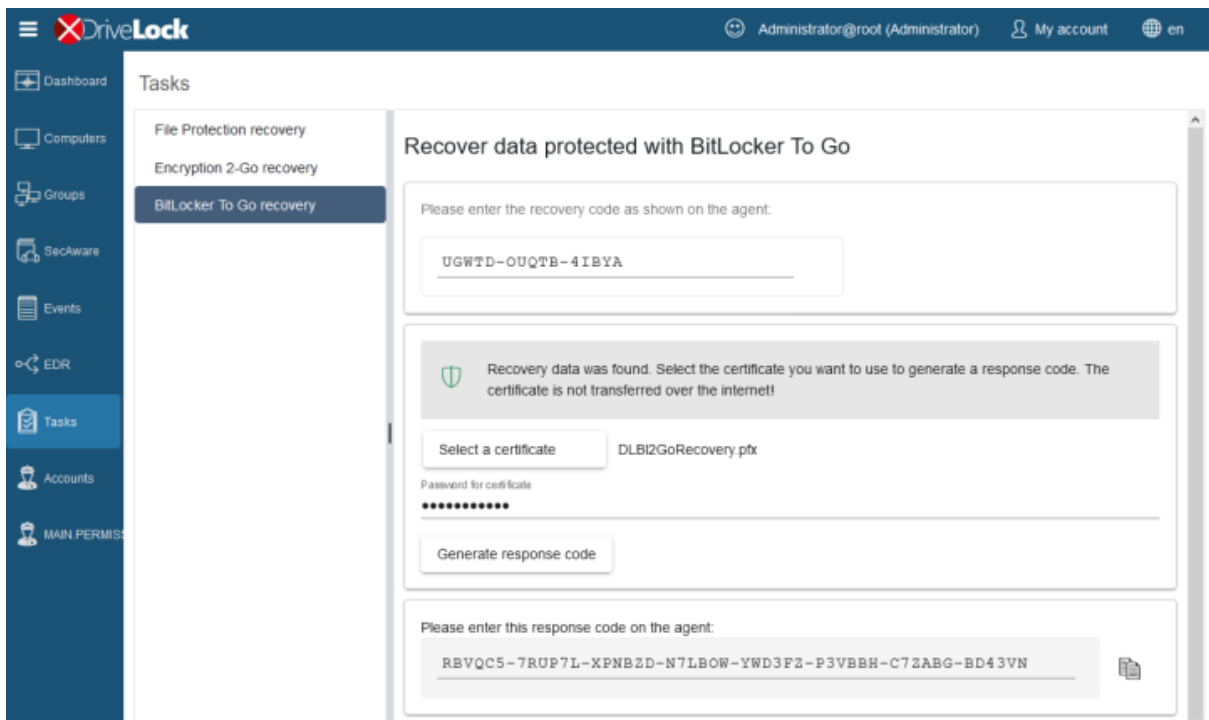 DriveLock
Administrator@root (Administrator)
My account
en
Dashboard
Computers
Groups
SecAware
Events
EDR
Tasks
Accounts
MAIN.PERMIS
Tasks
File Protection recovery
Encryption 2-Go recovery
BitLocker To Go recovery
Recover data protected with BitLocker To Go
Please enter the recovery code as shown on the agent:
UGWTD-OUQTB-4IBYA
Recovery data was found. Select the certificate you want to use to generate a response code. The
certificate is not transferred over the internet!
Select a certificate
DLBl2GoRecovery.pfx
Password for certificate
•••••••••••
Generate response code
Please enter this response code on the agent:
RBVQC5-7RUP7L-XPNBZD-N7LBOW-YWD3FZ-P3VBBH-C7ZABG-BD43VN